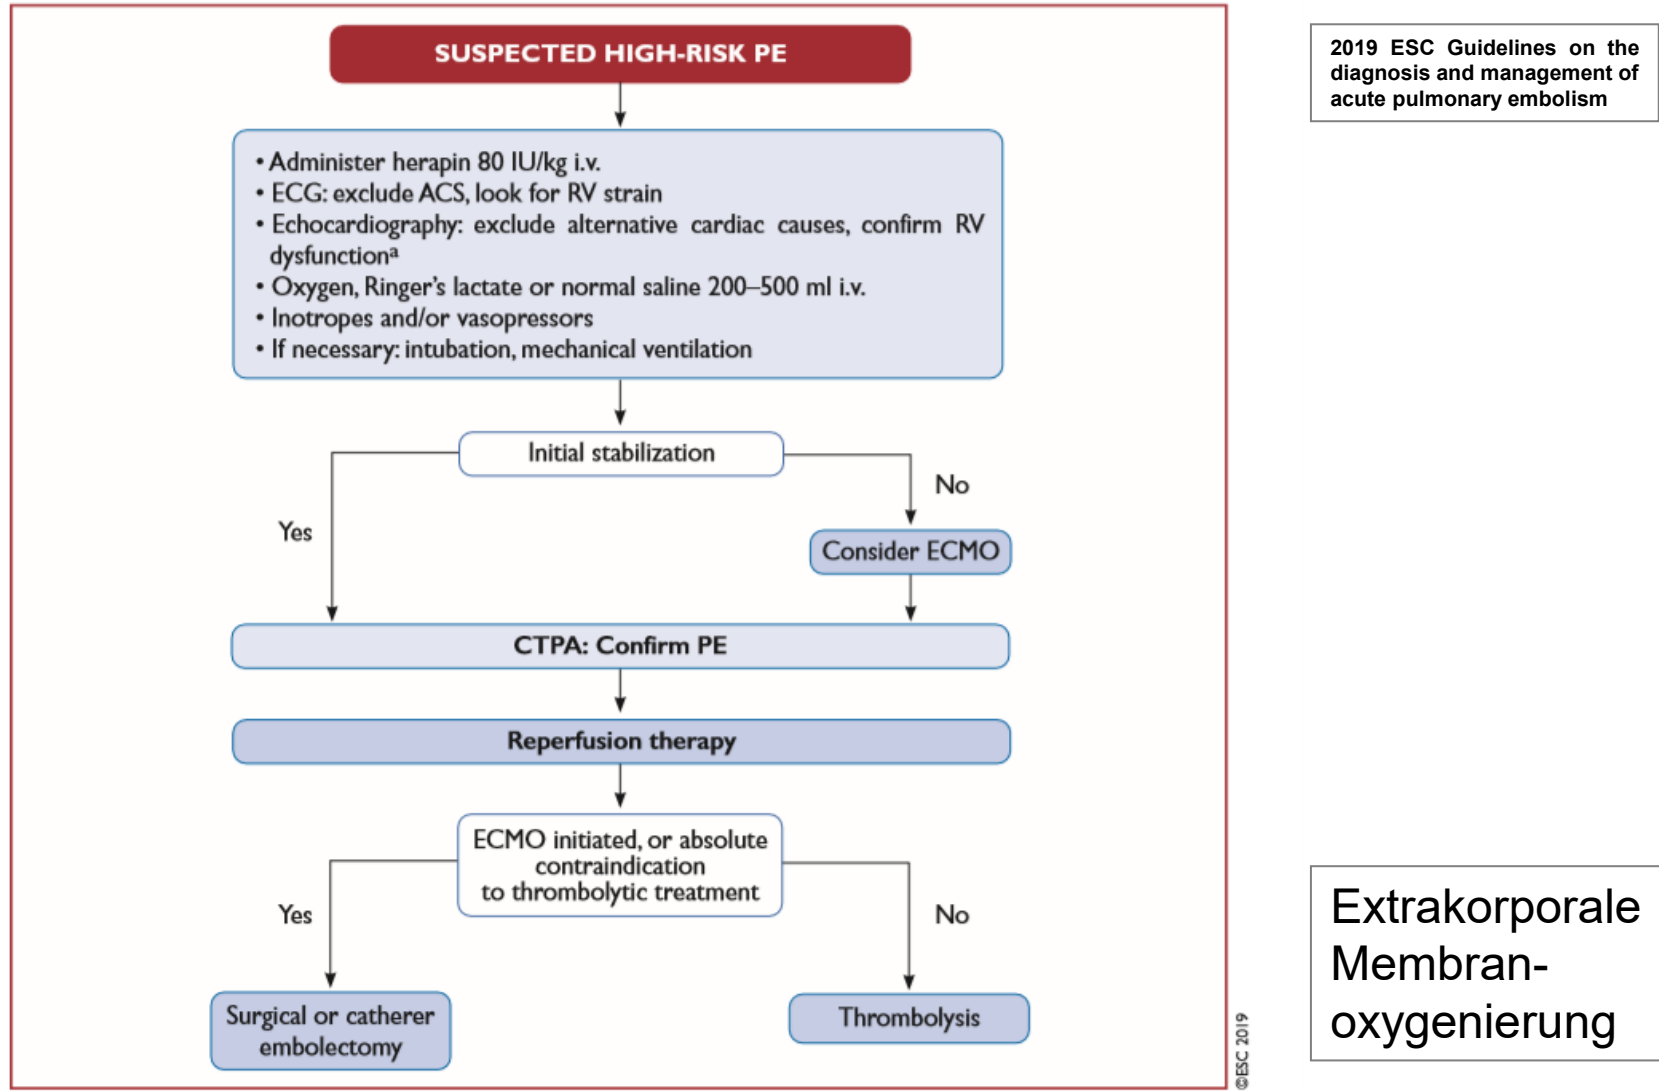 SUSPECTED HIGH-RISK PE
2019 ESC Guidelines on the
diagnosis and management of
acute pulmonary embolism
• Administer herapin 80 IU/kg i.v.
• ECG: exclude ACS, look for RV strain
• Echocardiography: exclude alternative cardiac causes, confirm RV
dysfunctionᵃ
• Oxygen, Ringer's lactate or normal saline 200–500 ml i.v.
• Inotropes and/or vasopressors
• If necessary: intubation, mechanical ventilation
Initial stabilization
No
Yes
Consider ECMO
CTPA: Confirm PE
Reperfusion therapy
ECMO initiated, or absolute
contraindication
to thrombolytic treatment
Yes
No
Surgical or catherer
embolectomy
Thrombolysis
©ESC 2019
Extrakorporale
Membran-
oxygenierung